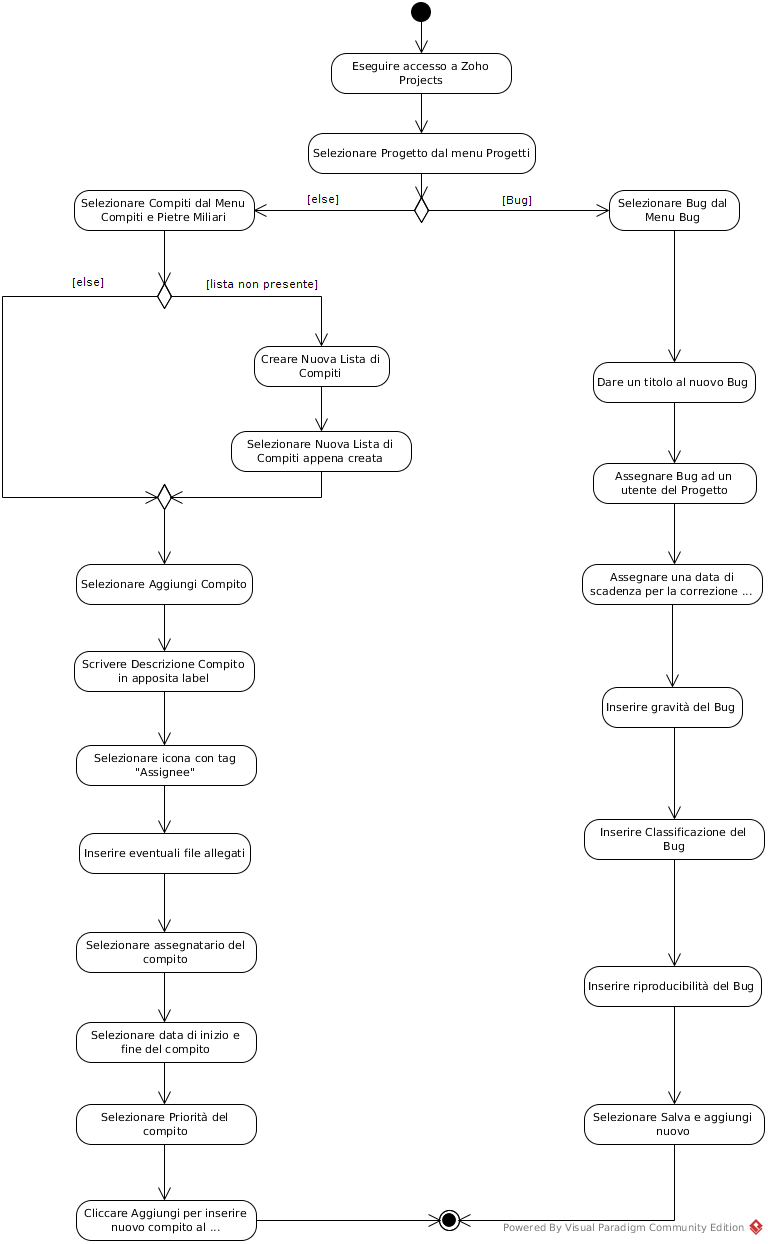 Eseguire accesso a Zoho
Projects
Selezionare Progetto dal menu Progetti
[else]
[Bug]
Selezionare Compiti dal Menu
Compiti e Pietre Miliari
Selezionare Bug dal
Menu Bug
[else]
[lista non presente]
Creare Nuova Lista di
Compiti
Selezionare Nuova Lista di
Compiti appena creata
Selezionare Aggiungi Compito
Scrivere Descrizione Compito
in apposita label
Selezionare icona con tag
"Assignee"
Inserire eventuali file allegati
Selezionare assegnatario del
compito
Selezionare data di inizio e
fine del compito
Selezionare Priorità del
compito
Cliccare Aggiungi per inserire
nuovo compito al ...
Dare un titolo al nuovo Bug
Assegnare Bug ad un
utente del Progetto
Assegnare una data di
scadenza per la correzione ...
Inserire gravità del Bug
Inserire Classificazione del
Bug
Inserire riproducibilità del Bug
Selezionare Salva e aggiungi
nuovo
Powered By Visual Paradigm Community Edition